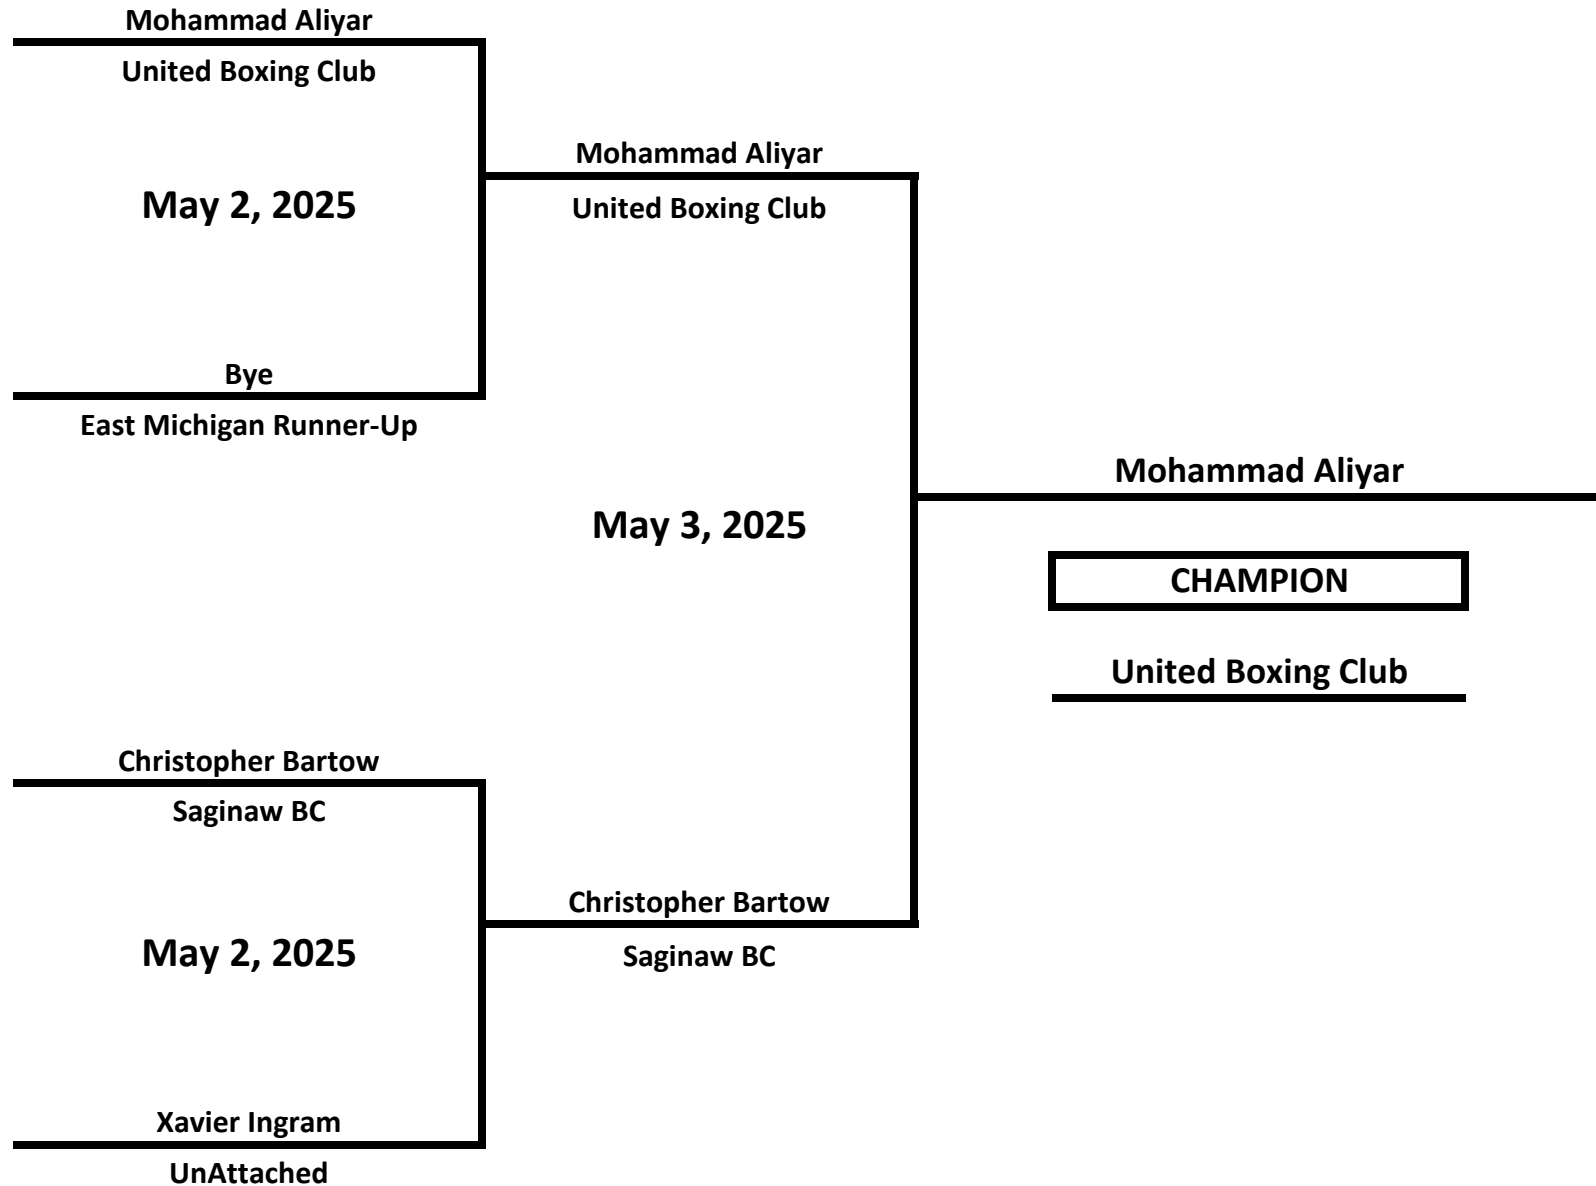 Mohammad Aliyar
United Boxing Club
May 2, 2025
Bye
East Michigan Runner-Up
Mohammad Aliyar
United Boxing Club
May 3, 2025
Mohammad Aliyar
CHAMPION
United Boxing Club
Christopher Bartow
Saginaw BC
May 2, 2025
Xavier Ingram
UnAttached
Christopher Bartow
Saginaw BC